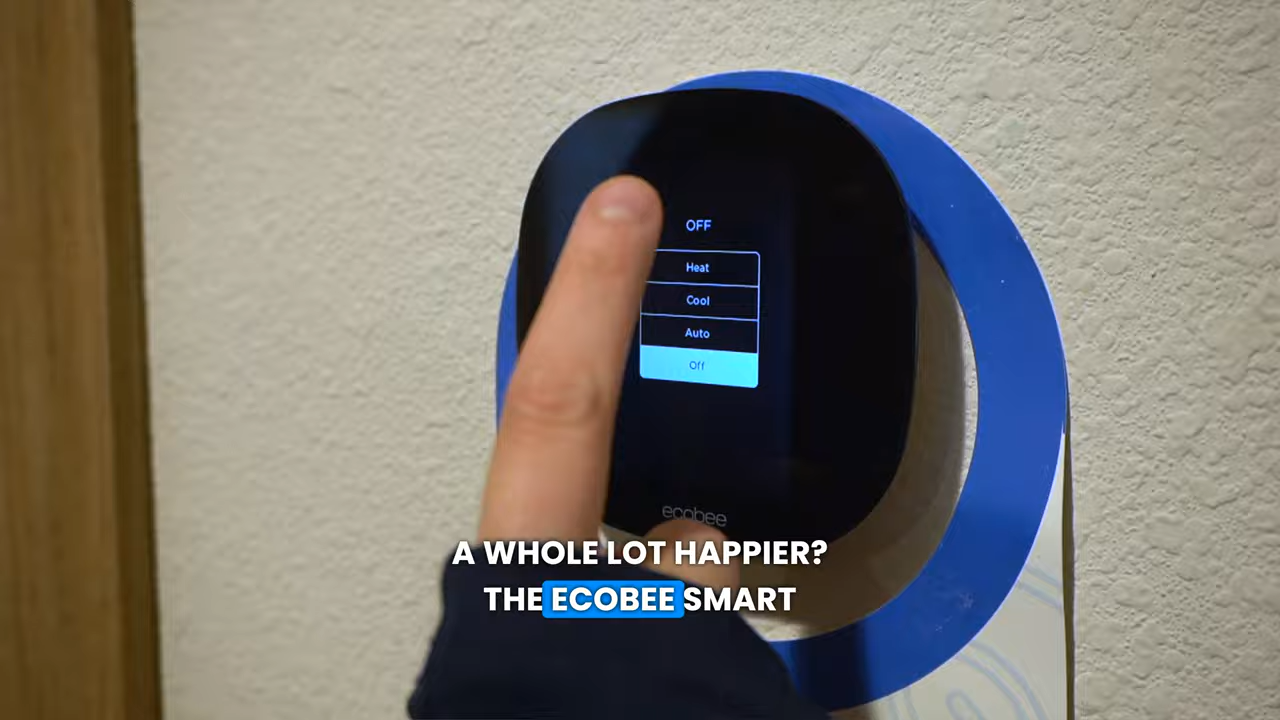 OFF
Heat
Cool
Auto
Off
ecobee
A WHOLE LOT HAPPIER?
THE ECOBEE SMART